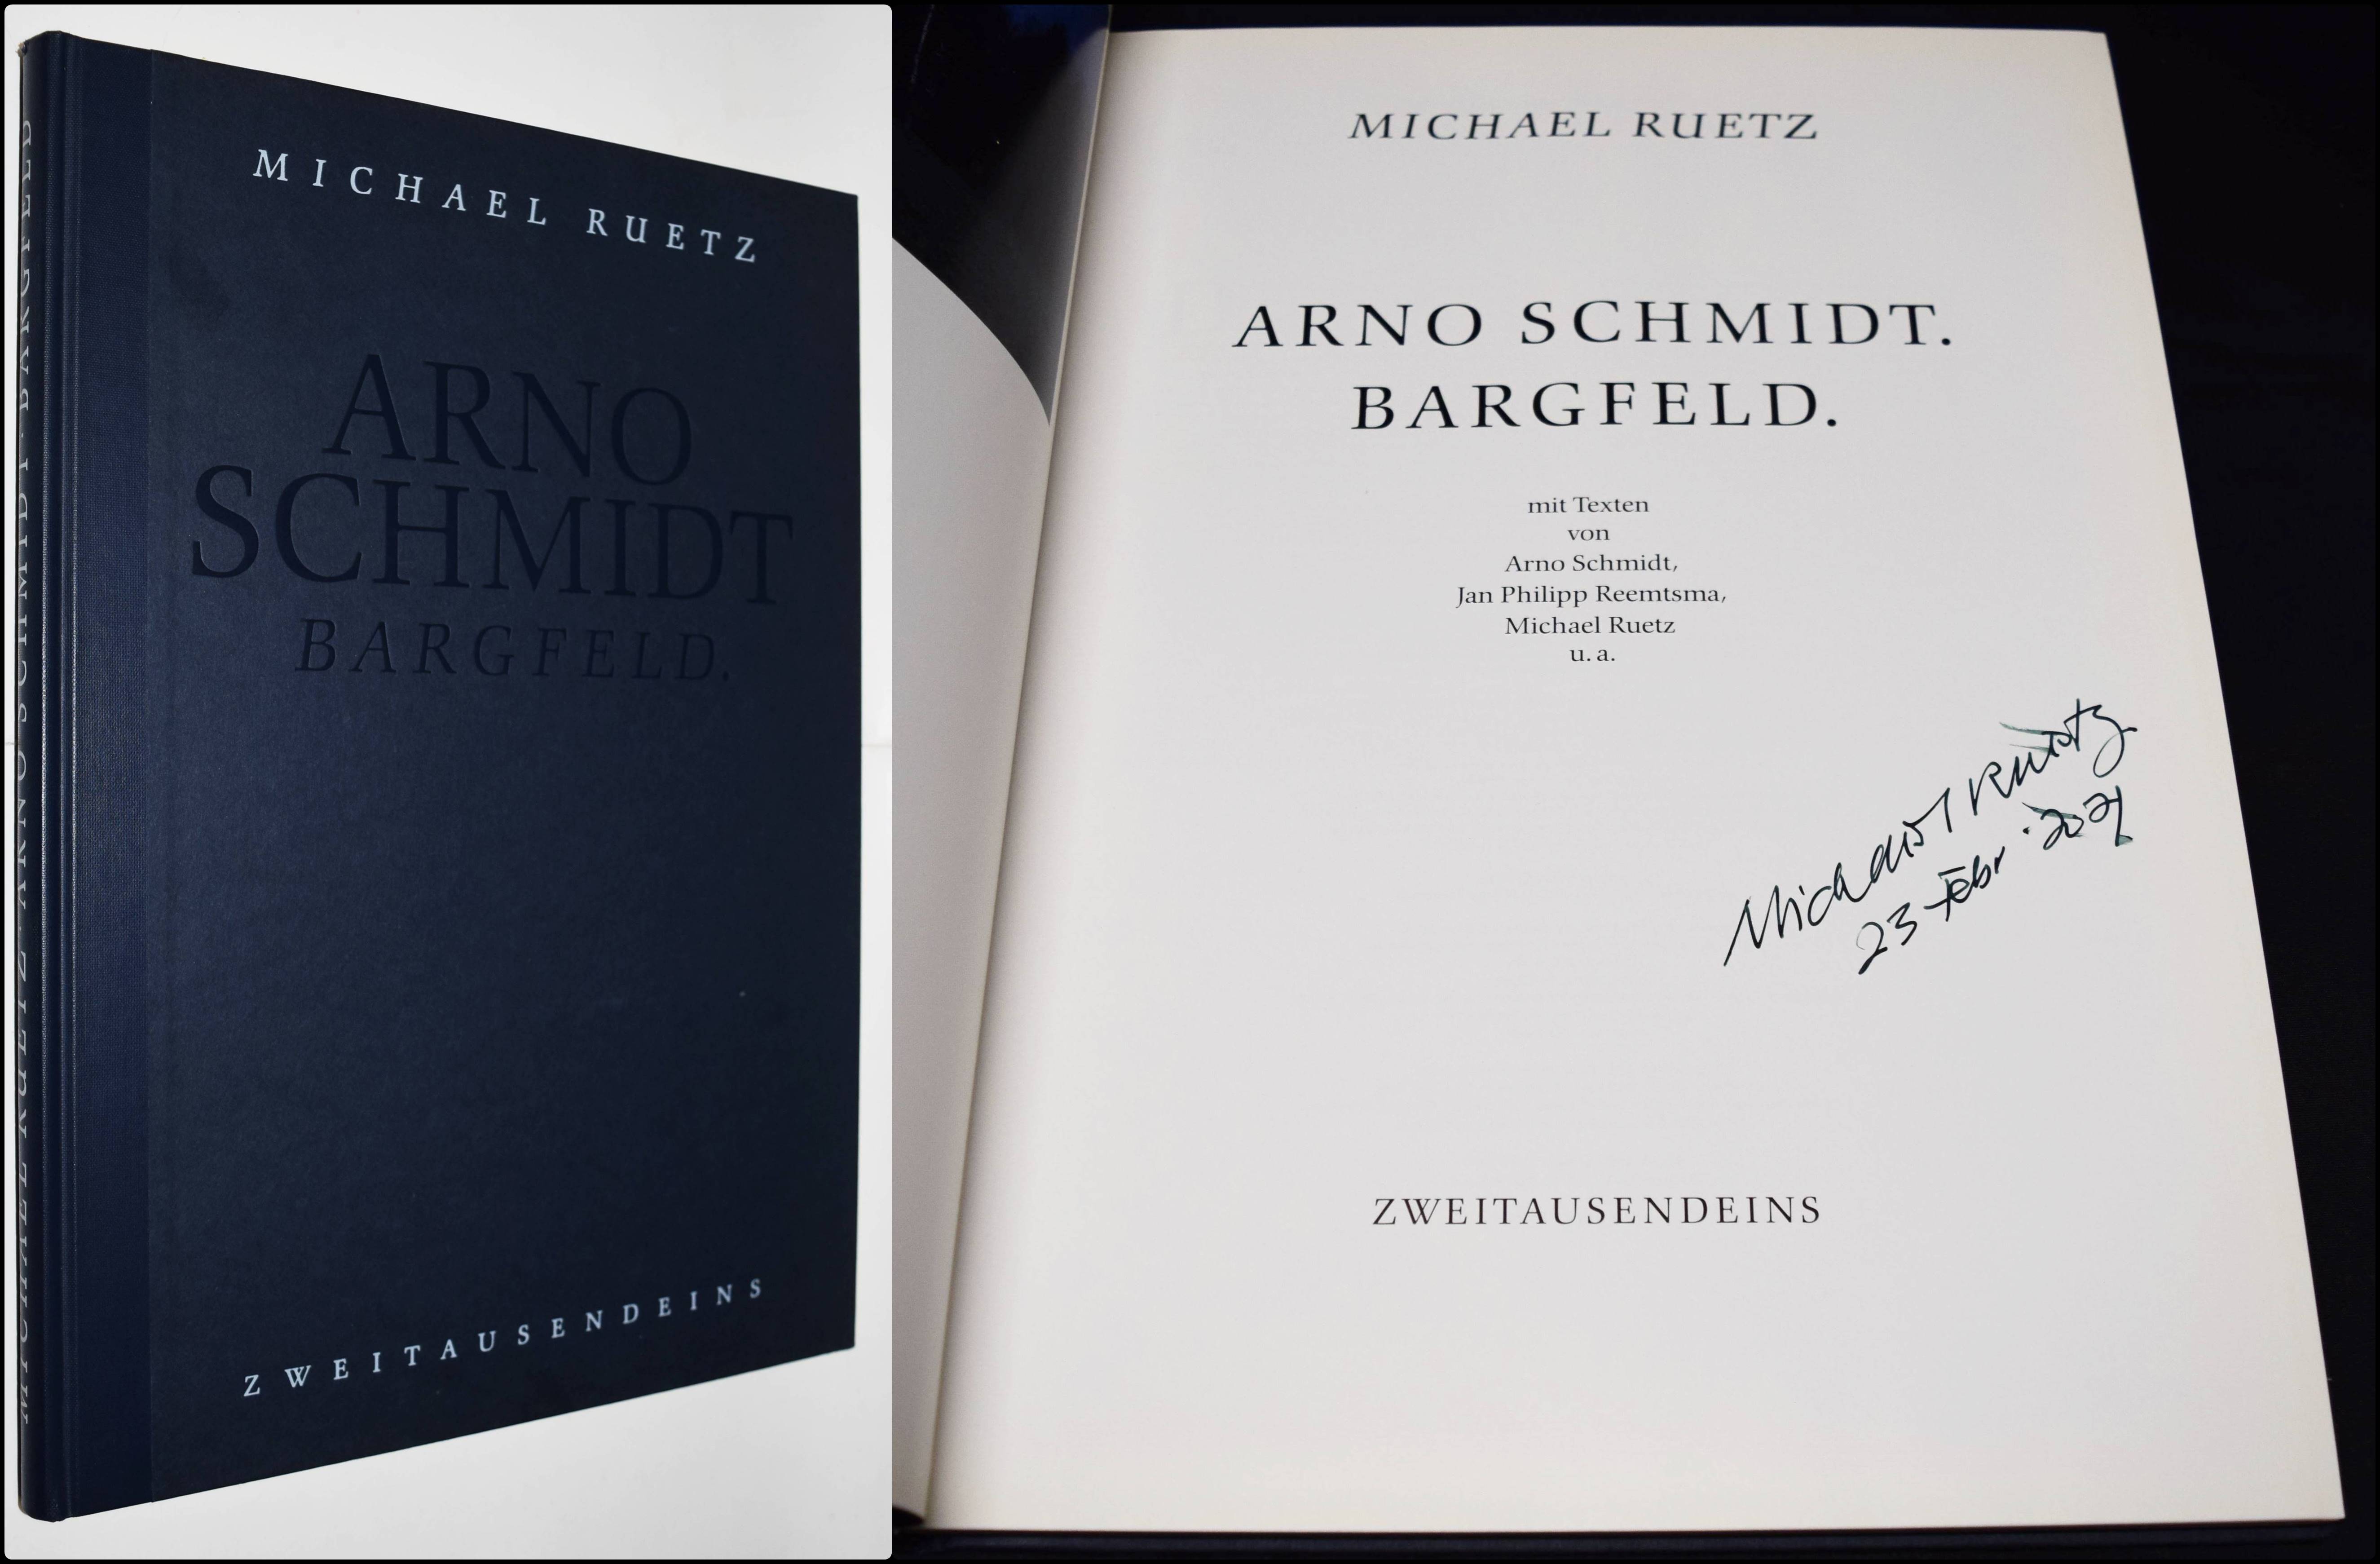 MICHAEL RUETZ · ARNO SCHMIDT · BARGFELD
MICHAEL RUETZ
ARNO
SCHMIDT
BARGFELD.
ZWEITAUSENDEINS
MICHAEL RUETZ
ARNO SCHMIDT.
BARGFELD.
mit Texten
von
Arno Schmidt,
Jan Philipp Reemtsma,
Michael Ruetz
u. a.
Michael Ruetz
23 Febr. 2021
ZWEITAUSENDEINS